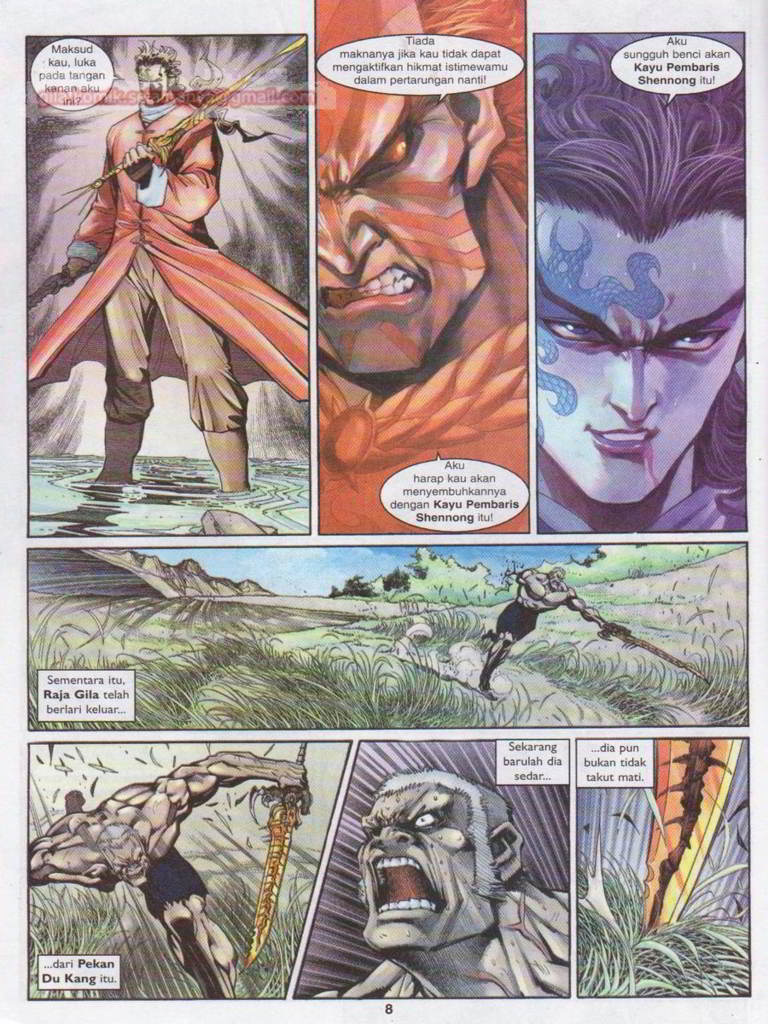 Maksud
kau, luka
pada tangan
kanan aku
ini?
Tiada
maknanya jika kau tidak dapat
mengaktifkan hikmat istimewamu
dalam pertarungan nanti!
Aku
harap kau akan
menyembuhkannya
dengan Kayu Pembaris
Shennong itu!
Aku
sungguh benci akan
Kayu Pembaris
Shennong itu!
Sementara itu,
Raja Gila telah
berlari keluar...
...dari Pekan
Du Kang itu.
Sekarang
barulah dia
sedar...
...dia pun
bukan tidak
takut mati.
8